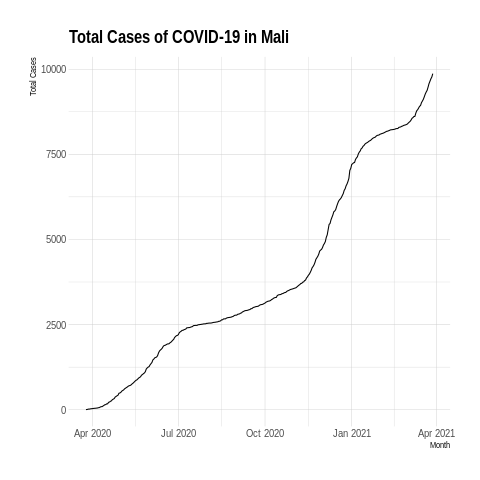 Total Cases of COVID-19 in Mali
Total Cases
10000
7500
5000
2500
0
Apr 2020 Jul 2020 Oct 2020 Jan 2021 Apr 2021
Month